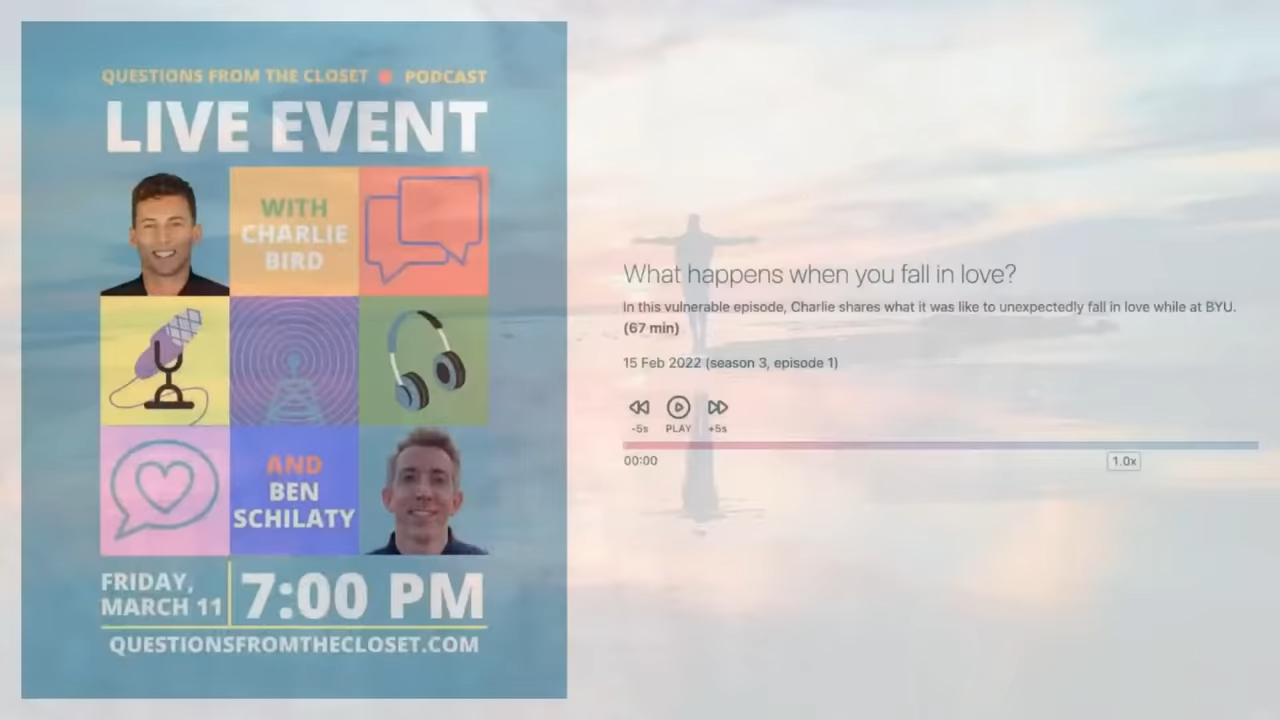 QUESTIONS FROM THE CLOSET PODCAST
LIVE EVENT
WITH
CHARLIE
BIRD
AND
BEN
SCHILATY
FRIDAY,
MARCH 11
7:00 PM
QUESTIONSFROMTHECLOSET.COM
What happens when you fall in love?
In this vulnerable episode, Charlie shares what it was like to unexpectedly fall in love while at BYU.
(67 min)
15 Feb 2022 (season 3, episode 1)
-5s PLAY +5s
00:00 1.0x